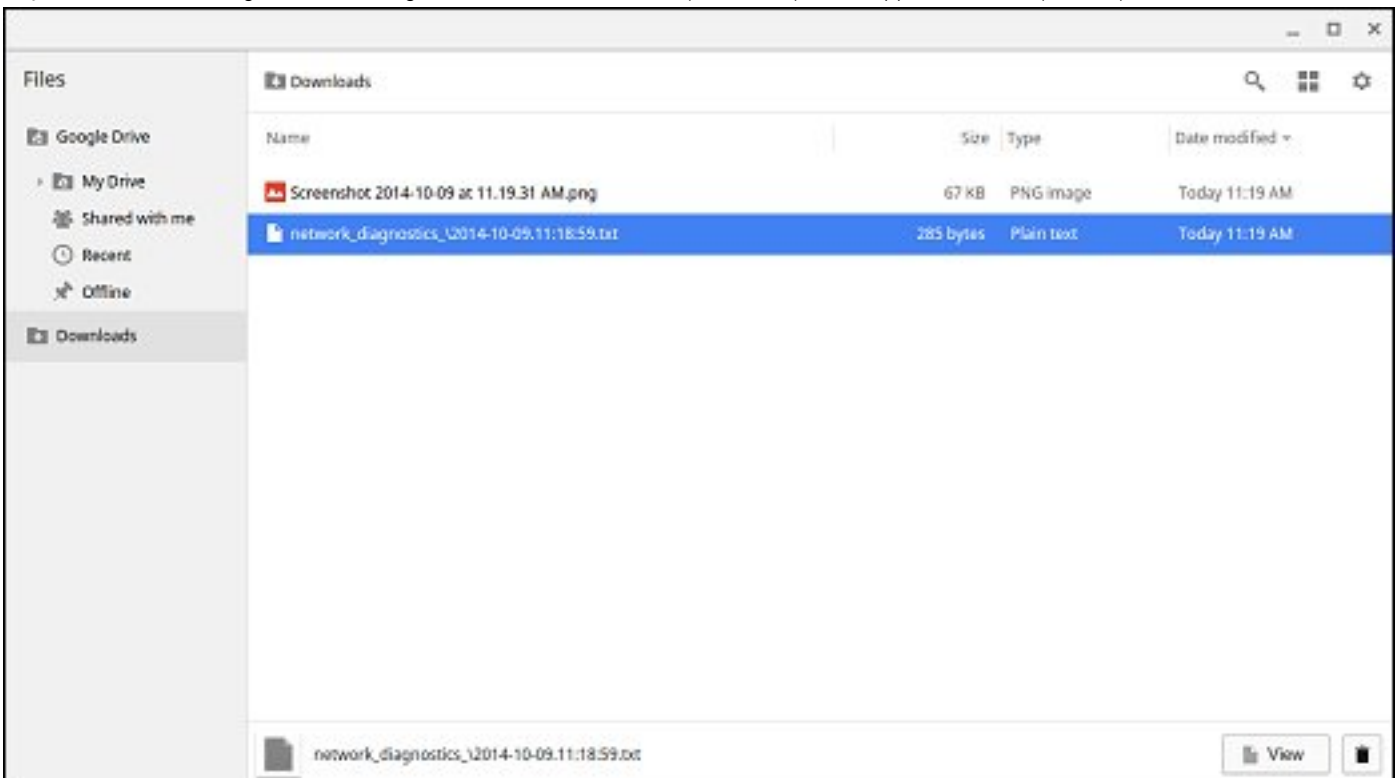 Files
Downloads
Google Drive
Name Size Type Date modified
My Drive
Screenshot 2014-10-09 at 11.19.31 AM.png 67 KB PNG image Today 11:19 AM
Shared with me
network_diagnostics_\2014-10-09.11:18:59.txt 285 bytes Plain text Today 11:19 AM
Recent
Offline
Downloads
network_diagnostics_\2014-10-09.11:18:59.txt View